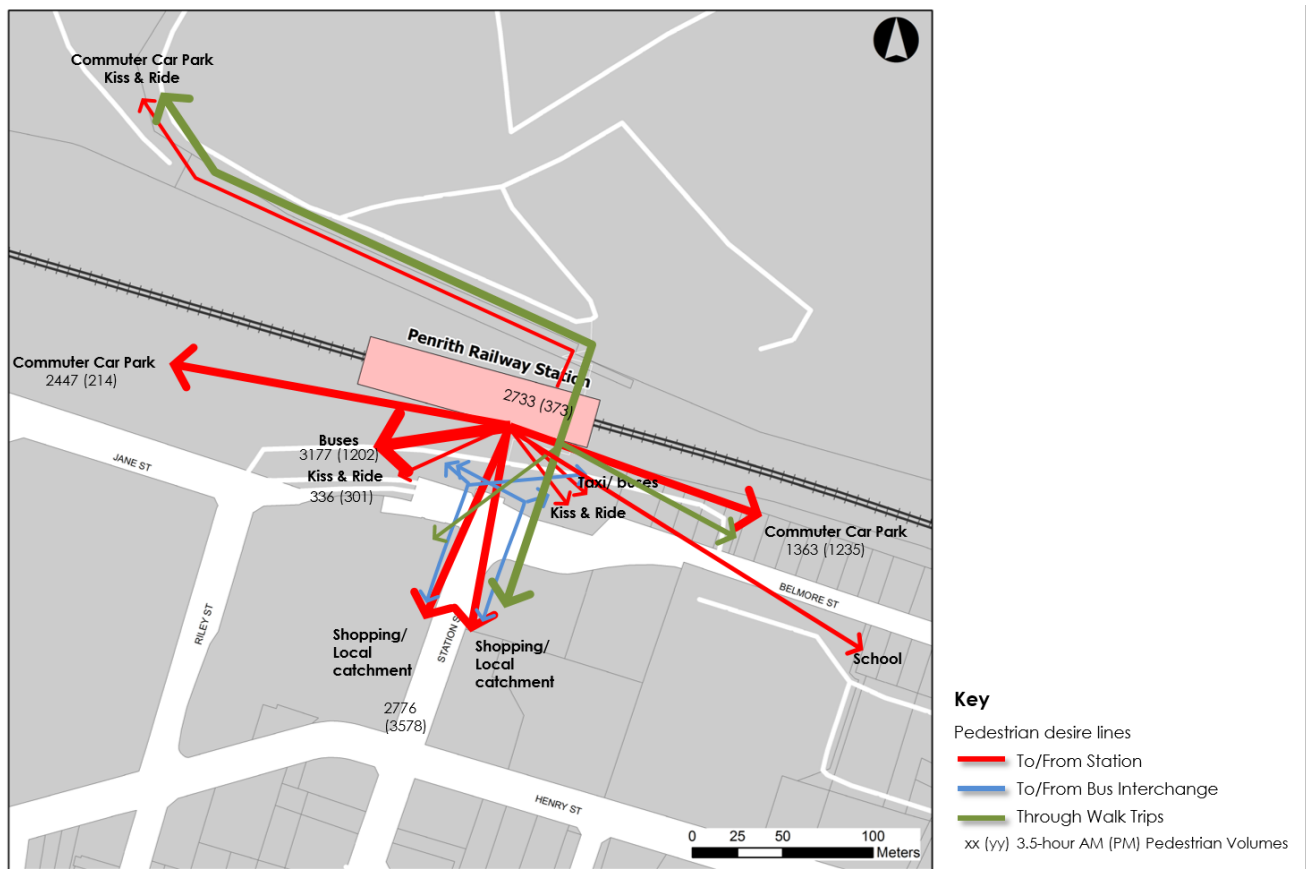 Commuter Car Park
Kiss & Ride
Penrith Railway Station
2733 (373)
Commuter Car Park
2447 (214)
Buses
3177 (1202)
Kiss & Ride
336 (301)
Taxi/ buses
Kiss & Ride
Commuter Car Park
1363 (1235)
JANE ST
BELMORE ST
RILEY ST
STATION S
School
Shopping/
Local
catchment
Shopping/
Local
catchment
2776
(3578)
HENRY ST
0 25 50 100
Meters
Key
Pedestrian desire lines
To/From Station
To/From Bus Interchange
Through Walk Trips
xx (yy) 3.5-hour AM (PM) Pedestrian Volumes